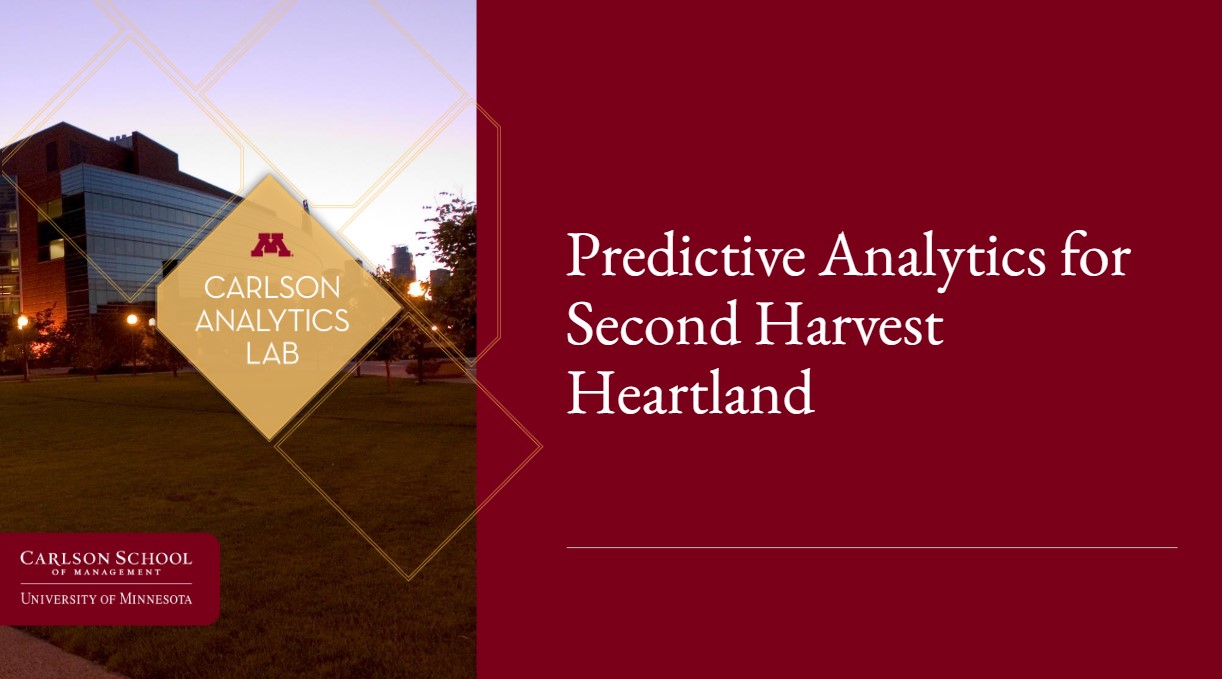 M
CARLSON
ANALYTICS
LAB
Predictive Analytics for
Second Harvest
Heartland
CARLSON SCHOOL
OF MANAGEMENT
UNIVERSITY OF MINNESOTA